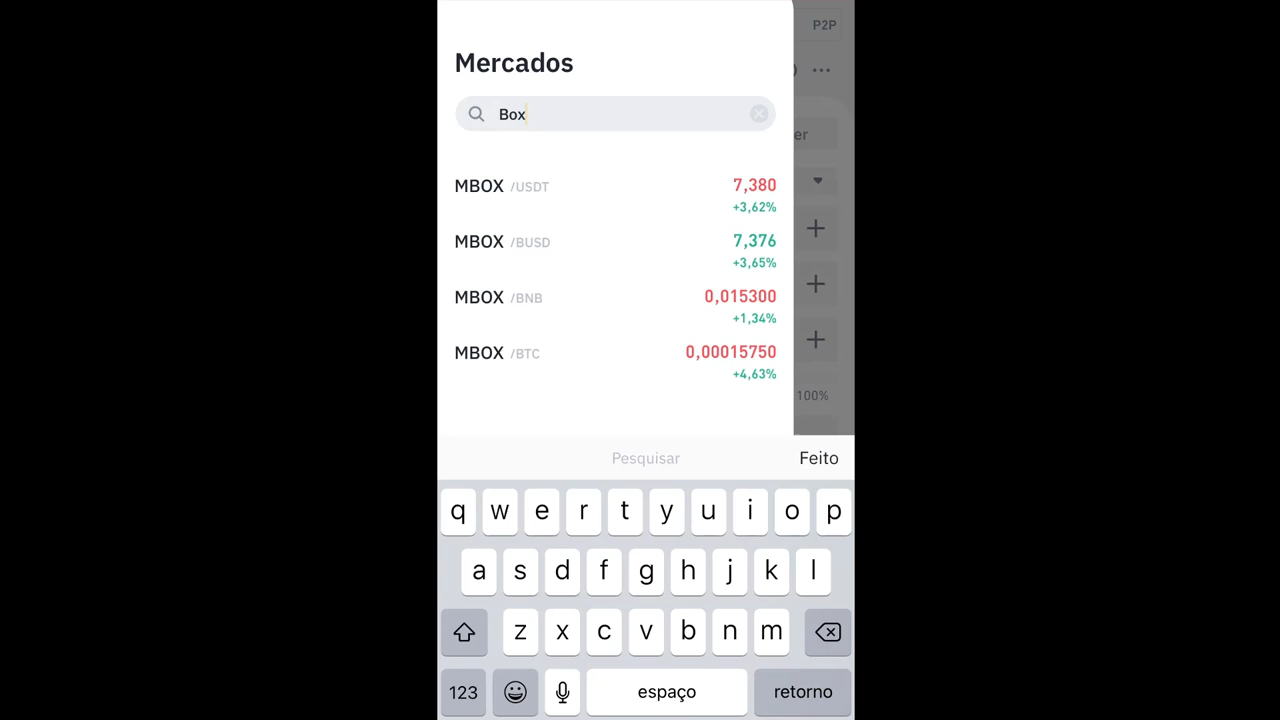 P2P
Mercados
Box
er
MBOX /USDT 7,380
+3,62%
MBOX /BUSD 7,376
+3,65%
MBOX /BNB 0,015300
+1,34%
MBOX /BTC 0,00015750
+4,63%
100%
Pesquisar Feito
q w e r t y u i o p
a s d f g h j k l
z x c v b n m
123 espaço retorno